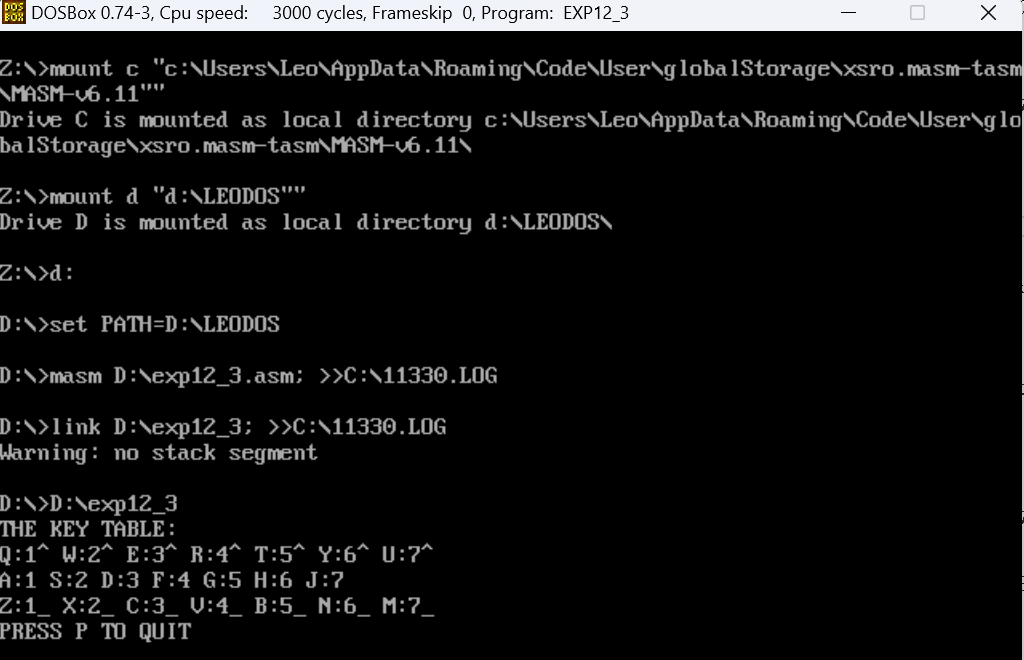 DOS BOX DOSBox 0.74-3, Cpu speed: 3000 cycles, Frameskip 0, Program: EXP12_3
Z:\>mount c "c:\Users\Leo\AppData\Roaming\Code\User\globalStorage\xsro.masm-tasm
\MASM-v6.11""
Drive C is mounted as local directory c:\Users\Leo\AppData\Roaming\Code\User\glo
balStorage\xsro.masm-tasm\MASM-v6.11\
Z:\>mount d "d:\LEODOS""
Drive D is mounted as local directory d:\LEODOS\
Z:\>d:
D:\>set PATH=D:\LEODOS
D:\>masm D:\exp12_3.asm; >>C:\11330.LOG
D:\>link D:\exp12_3; >>C:\11330.LOG
Warning: no stack segment
D:\>D:\exp12_3
THE KEY TABLE:
Q:1^ W:2^ E:3^ R:4^ T:5^ Y:6^ U:7^
A:1 S:2 D:3 F:4 G:5 H:6 J:7
Z:1_ X:2_ C:3_ V:4_ B:5_ N:6_ M:7_
PRESS P TO QUIT